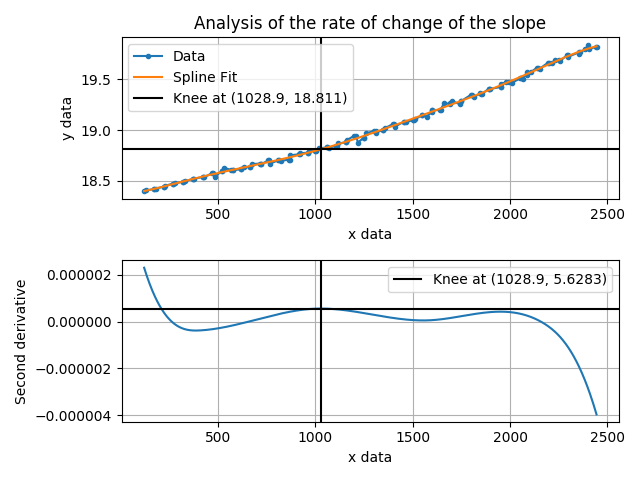 Analysis of the rate of change of the slope
Data
Spline Fit
Knee at (1028.9, 18.811)
y data
19.5
19.0
18.5
500
1000
1500
2000
2500
x data
Knee at (1028.9, 5.6283)
Second derivative
0.000002
0.000000
−0.000002
−0.000004
500
1000
1500
2000
2500
x data